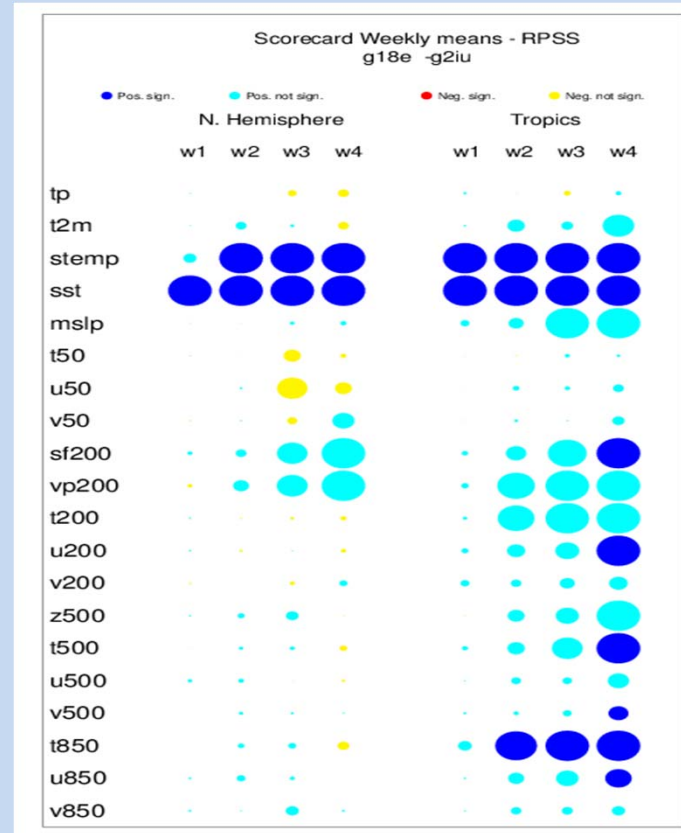 Scorecard Weekly means - RPSS
g18e -g2iu
Pos. sign. Pos. not sign. Neg. sign. Neg. not sign.
N. Hemisphere Tropics
w1 w2 w3 w4 w1 w2 w3 w4
tp
t2m
stemp
sst
mslp
t50
u50
v50
sf200
vp200
t200
u200
v200
z500
t500
u500
v500
t850
u850
v850